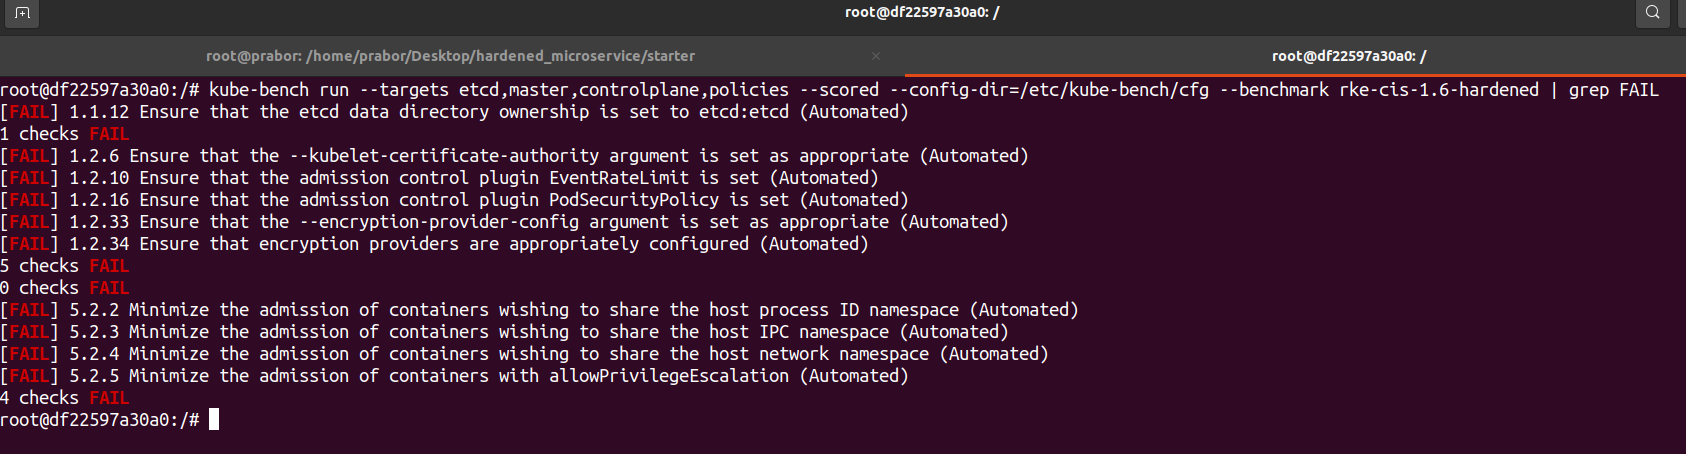 root@df22597a30a0: /
root@prabor: /home/prabor/Desktop/hardened_microservice/starter
root@df22597a30a0: /
root@df22597a30a0:/# kube-bench run --targets etcd,master,controlplane,policies --scored --config-dir=/etc/kube-bench/cfg --benchmark rke-cis-1.6-hardened | grep FAIL
[FAIL] 1.1.12 Ensure that the etcd data directory ownership is set to etcd:etcd (Automated)
1 checks FAIL
[FAIL] 1.2.6 Ensure that the --kubelet-certificate-authority argument is set as appropriate (Automated)
[FAIL] 1.2.10 Ensure that the admission control plugin EventRateLimit is set (Automated)
[FAIL] 1.2.16 Ensure that the admission control plugin PodSecurityPolicy is set (Automated)
[FAIL] 1.2.33 Ensure that the --encryption-provider-config argument is set as appropriate (Automated)
[FAIL] 1.2.34 Ensure that encryption providers are appropriately configured (Automated)
5 checks FAIL
0 checks FAIL
[FAIL] 5.2.2 Minimize the admission of containers wishing to share the host process ID namespace (Automated)
[FAIL] 5.2.3 Minimize the admission of containers wishing to share the host IPC namespace (Automated)
[FAIL] 5.2.4 Minimize the admission of containers wishing to share the host network namespace (Automated)
[FAIL] 5.2.5 Minimize the admission of containers with allowPrivilegeEscalation (Automated)
4 checks FAIL
root@df22597a30a0:/#